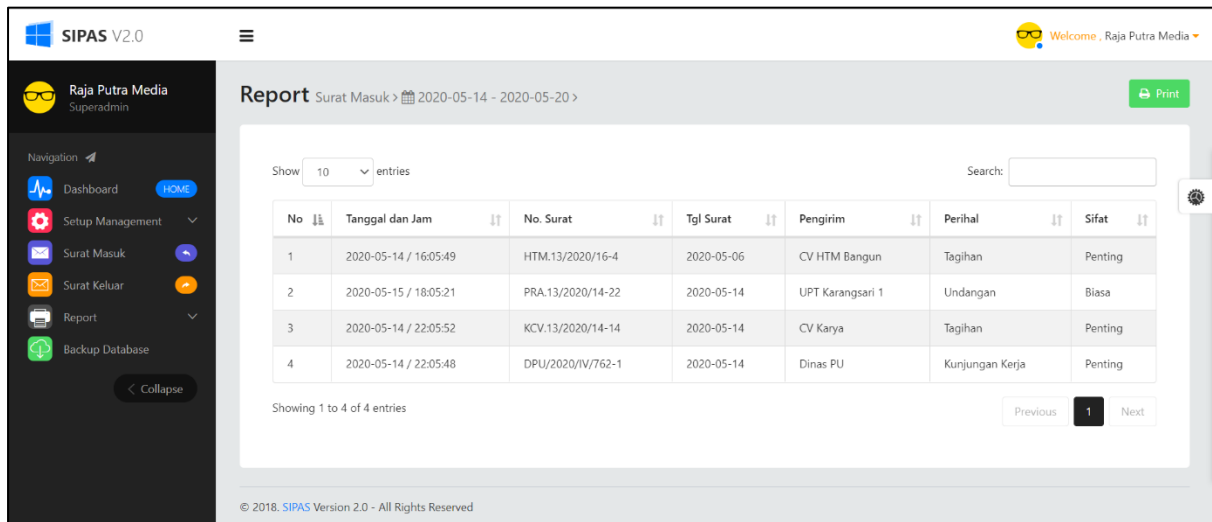 SIPAS V2.0
Welcome , Raja Putra Media
Raja Putra Media
Superadmin
Navigation
Dashboard HOME
Setup Management
Surat Masuk
Surat Keluar
Report
Backup Database
< Collapse
Report Surat Masuk > 2020-05-14 - 2020-05-20 >
Print
Show 10 entries
Search:
No Tanggal dan Jam No. Surat Tgl Surat Pengirim Perihal Sifat
1 2020-05-14 / 16:05:49 HTM.13/2020/16-4 2020-05-06 CV HTM Bangun Tagihan Penting
2 2020-05-15 / 18:05:21 PRA.13/2020/14-22 2020-05-14 UPT Karangsari 1 Undangan Biasa
3 2020-05-14 / 22:05:52 KCV.13/2020/14-14 2020-05-14 CV Karya Tagihan Penting
4 2020-05-14 / 22:05:48 DPU/2020/IV/762-1 2020-05-14 Dinas PU Kunjungan Kerja Penting
Showing 1 to 4 of 4 entries
Previous 1 Next
© 2018. SIPAS Version 2.0 - All Rights Reserved